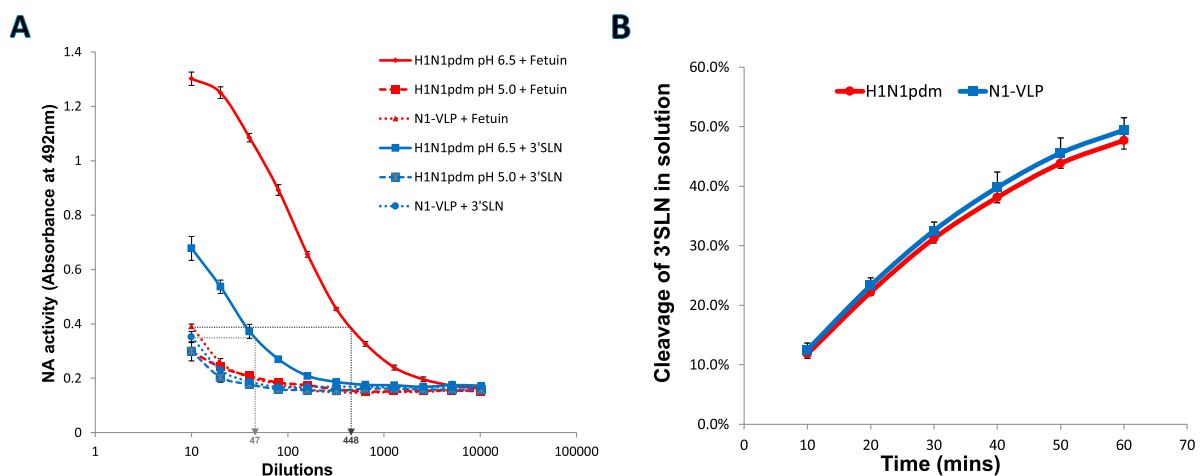 A
NA activity (Absorbance at 492nm)
1.4
1.2
1
0.8
0.6
0.4
0.2
0
1
10
100
1000
10000
100000
47
448
Dilutions
H1N1pdm pH 6.5 + Fetuin
H1N1pdm pH 5.0 + Fetuin
N1-VLP + Fetuin
H1N1pdm pH 6.5 + 3'SLN
H1N1pdm pH 5.0 + 3'SLN
N1-VLP + 3'SLN
B
Cleavage of 3'SLN in solution
60.0%
50.0%
40.0%
30.0%
20.0%
10.0%
0.0%
0
10
20
30
40
50
60
70
Time (mins)
H1N1pdm
N1-VLP